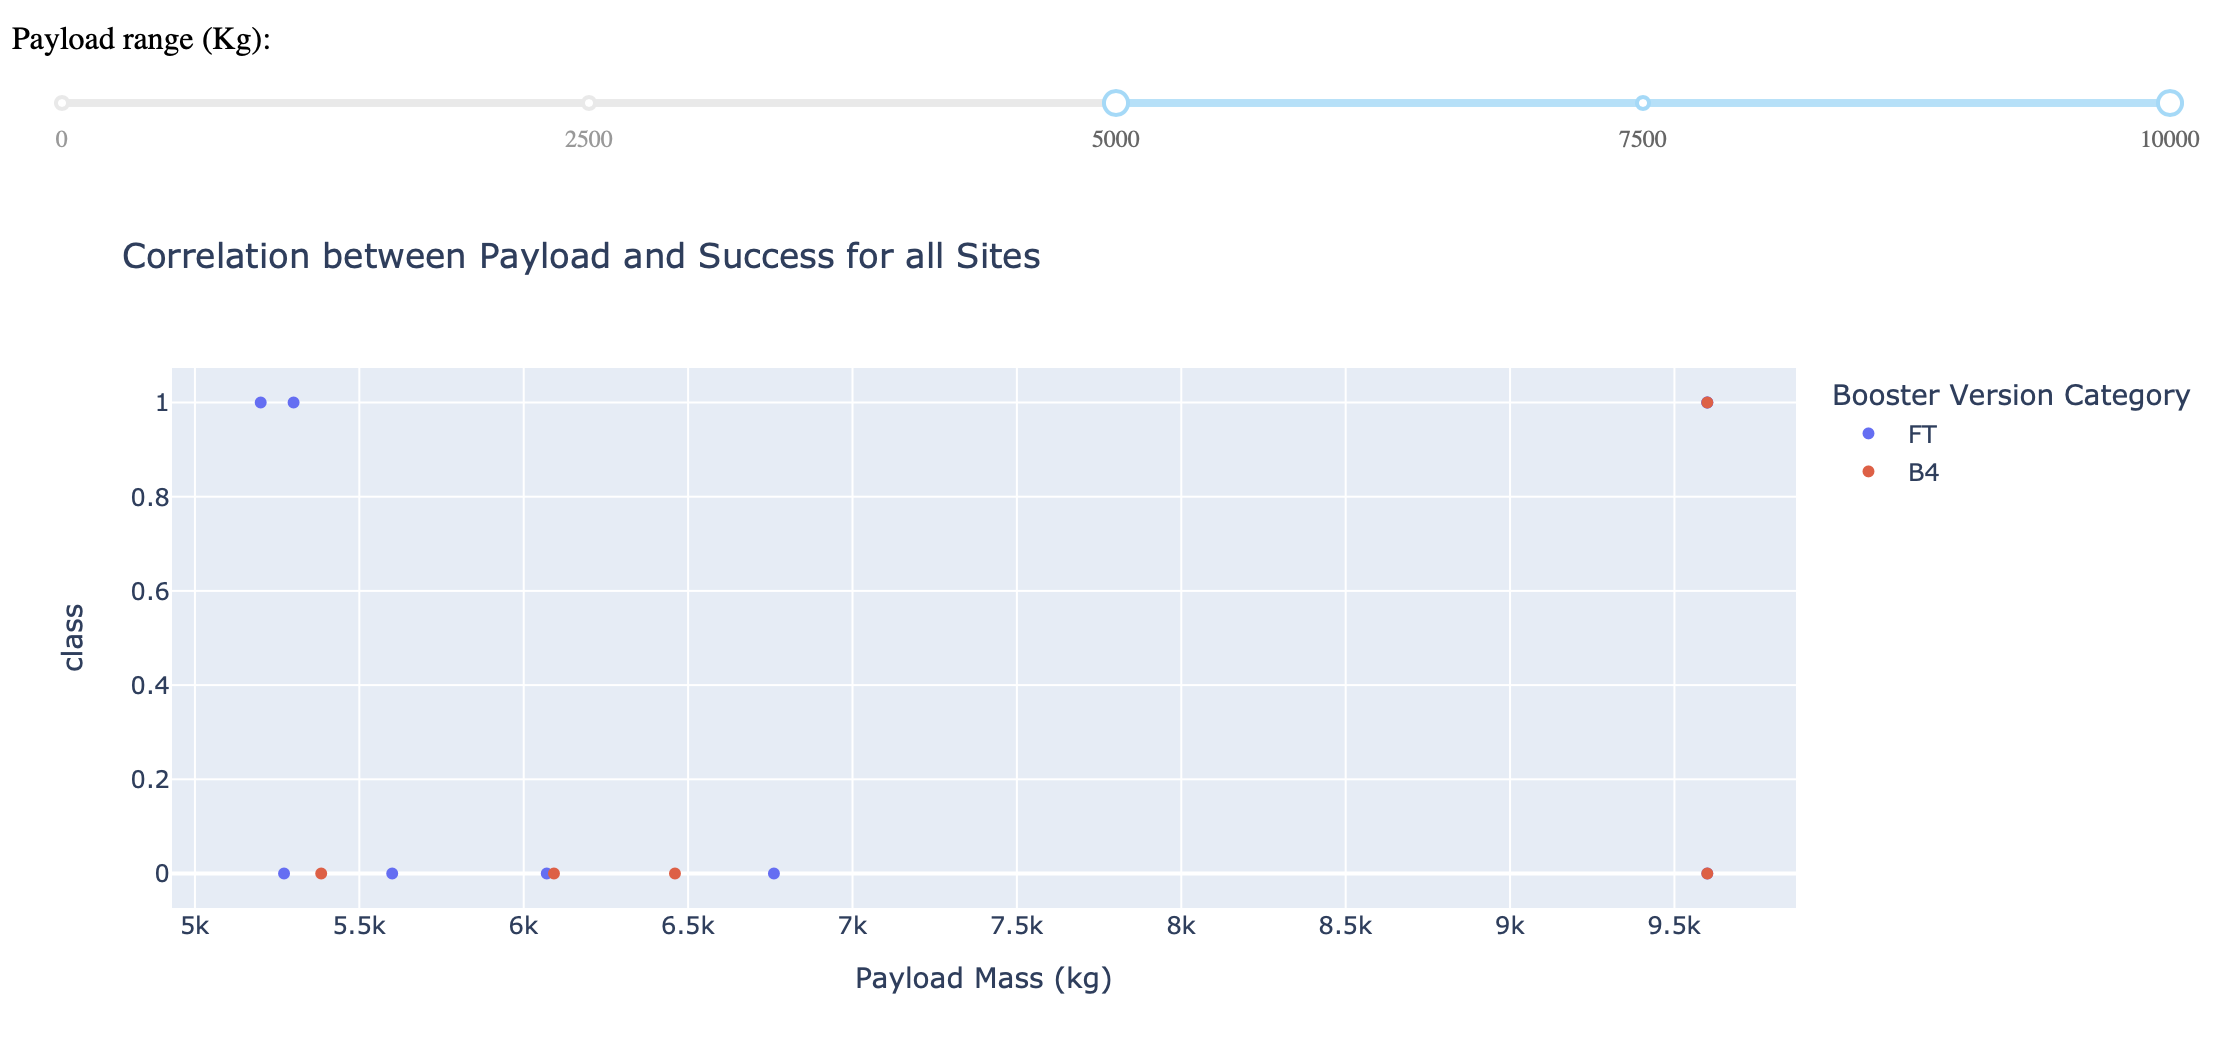 Payload range (Kg):
0 2500 5000 7500 10000
Correlation between Payload and Success for all Sites
Booster Version Category
FT
B4
1
0.8
0.6
0.4
0.2
0
class
5k 5.5k 6k 6.5k 7k 7.5k 8k 8.5k 9k 9.5k
Payload Mass (kg)